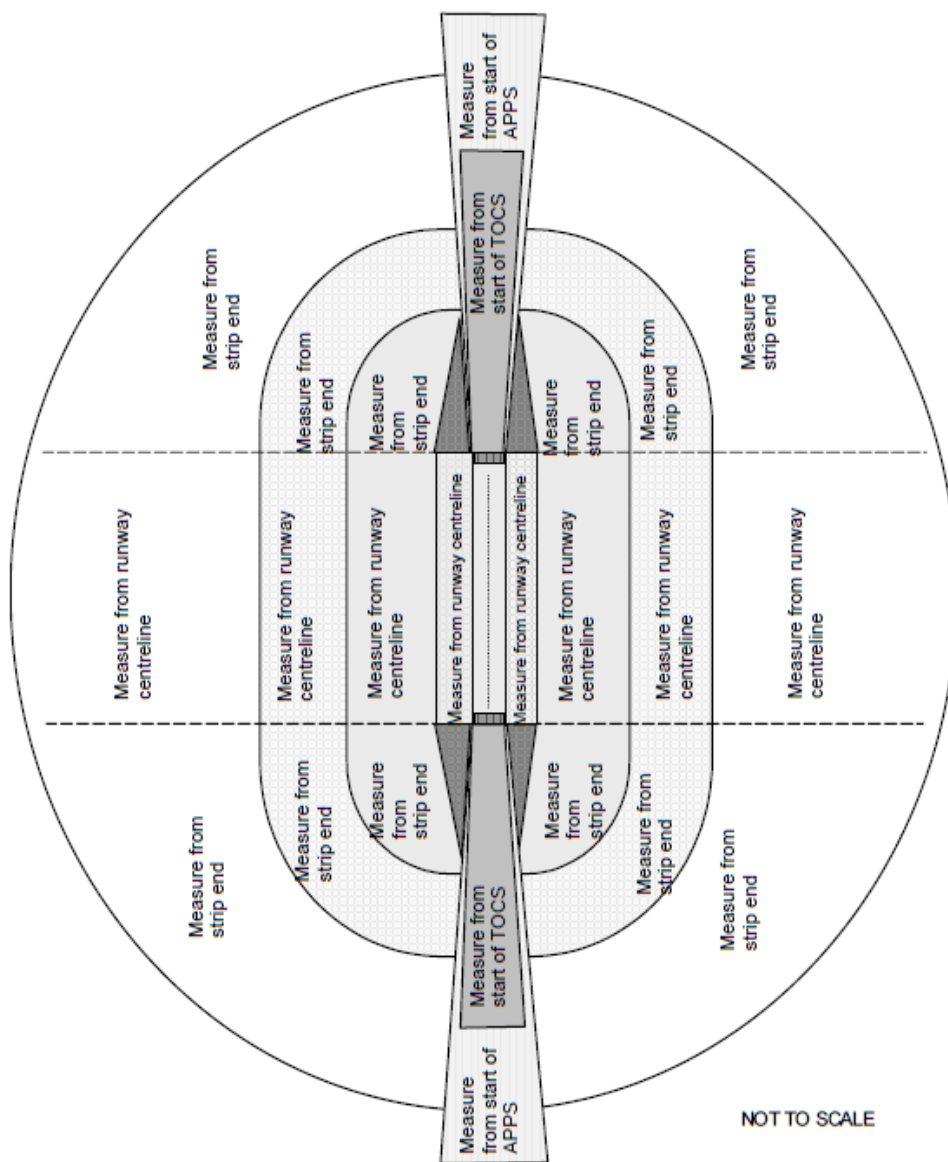 Measure from runway
centreline
Measure from
strip end
Measure from
strip end
Measure from
strip end
Measure from runway
centreline
Measure from
strip end
Measure
from
strip end
Measure from runway
centreline
Measure
from
strip end
Measure from runway centreline
Measure
from start of
APPS
Measure from
start of TOCS
Measure from
start of TOCS
Measure
from start of
APPS
Measure from runway centreline
Measure
from
strip end
Measure from runway
centreline
Measure
from
strip end
Measure from
strip end
Measure from runway
centreline
Measure from
strip end
Measure from
strip end
Measure from runway
centreline
Measure from
strip end
NOT TO SCALE